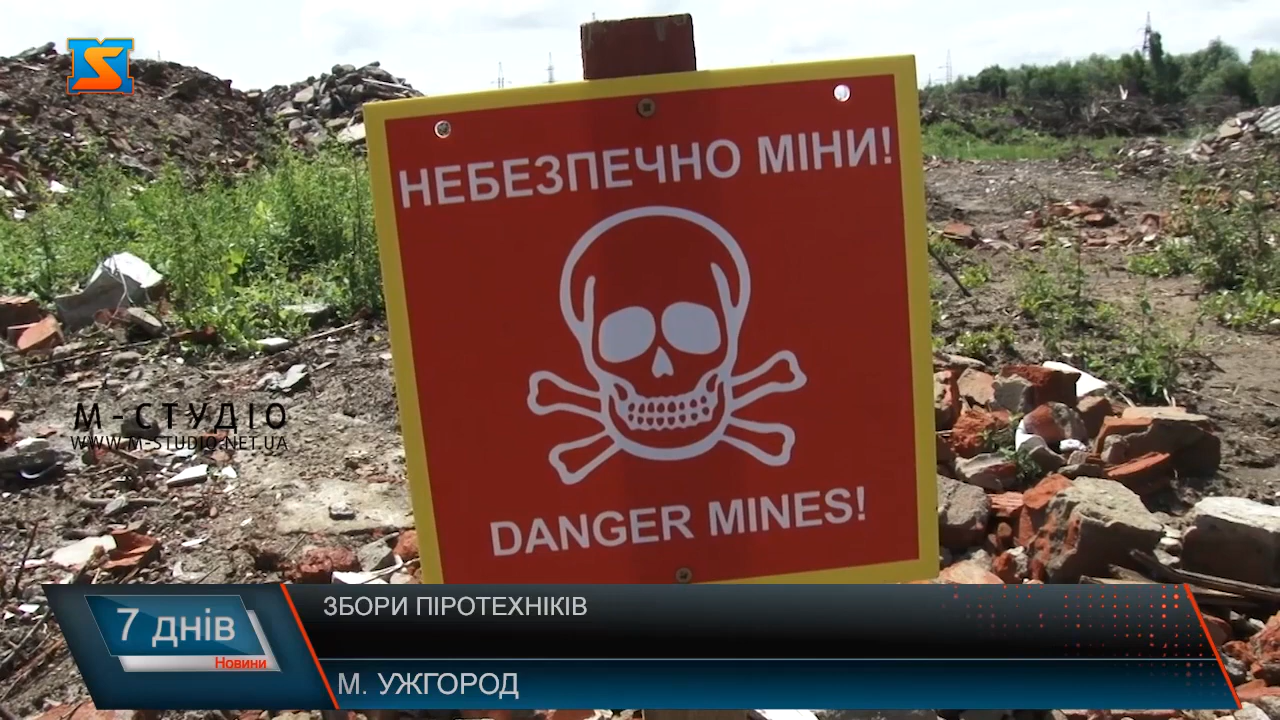 НЕБЕЗПЕЧНО МІНИ!
DANGER MINES!
М-СТУДІО
WWW.M-STUDIO.NET.UA
7 днів
Новини
ЗБОРИ ПІРОТЕХНІКІВ
М. УЖГОРОД